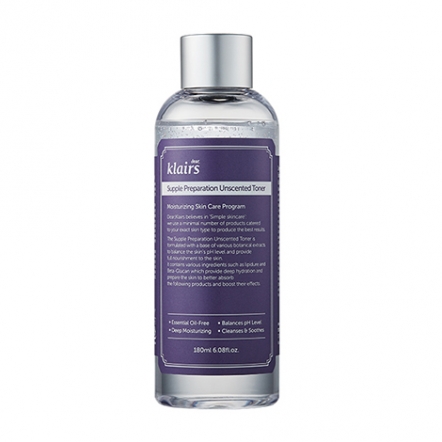 dear,
klairs
Supple Preparation Unscented Toner
Moisturizing Skin Care Program
Dear, Klairs believes in 'Simple skincare'
we use a minimal number of products catered
to your exact skin type to produce the best results.
The Supple Preparation Unscented Toner is
formulated with a base of various botanical extracts
to balance the skin's pH level and provide
full nourishment to the skin.
It contains various ingredients such as lipidure and
Beta-Glucan which provide deep hydration and
prepare the skin to better absorb
the following products and boost their effects.
• Essential Oil-Free • Balances pH Level
• Deep Moisturizing • Cleanses & Soothes
180ml 6.08fl.oz.